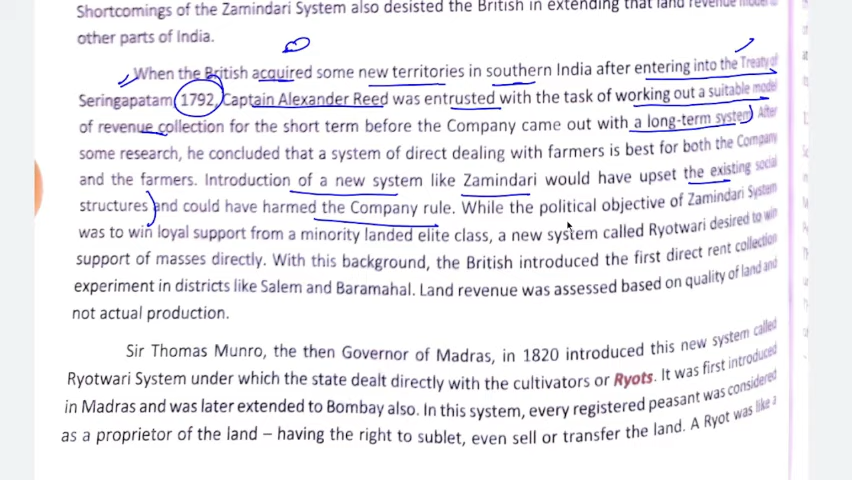 Shortcomings of the Zamindari System also desisted the British in extending that land revenue model to
other parts of India.
When the British acquired some new territories in southern India after entering into the Treaty of
Seringapatam 1792, Captain Alexander Reed was entrusted with the task of working out a suitable model
of revenue collection for the short term before the Company came out with a long-term system. After
some research, he concluded that a system of direct dealing with farmers is best for both the Company
and the farmers. Introduction of a new system like Zamindari would have upset the existing social
structures and could have harmed the Company rule. While the political objective of Zamindari System
was to win loyal support from a minority landed elite class, a new system called Ryotwari desired to win
support of masses directly. With this background, the British introduced the first direct rent collection
experiment in districts like Salem and Baramahal. Land revenue was assessed based on quality of land and
not actual production.
Sir Thomas Munro, the then Governor of Madras, in 1820 introduced this new system called
Ryotwari System under which the state dealt directly with the cultivators or Ryots. It was first introduced
in Madras and was later extended to Bombay also. In this system, every registered peasant was considered
as a proprietor of the land – having the right to sublet, even sell or transfer the land. A Ryot was like a